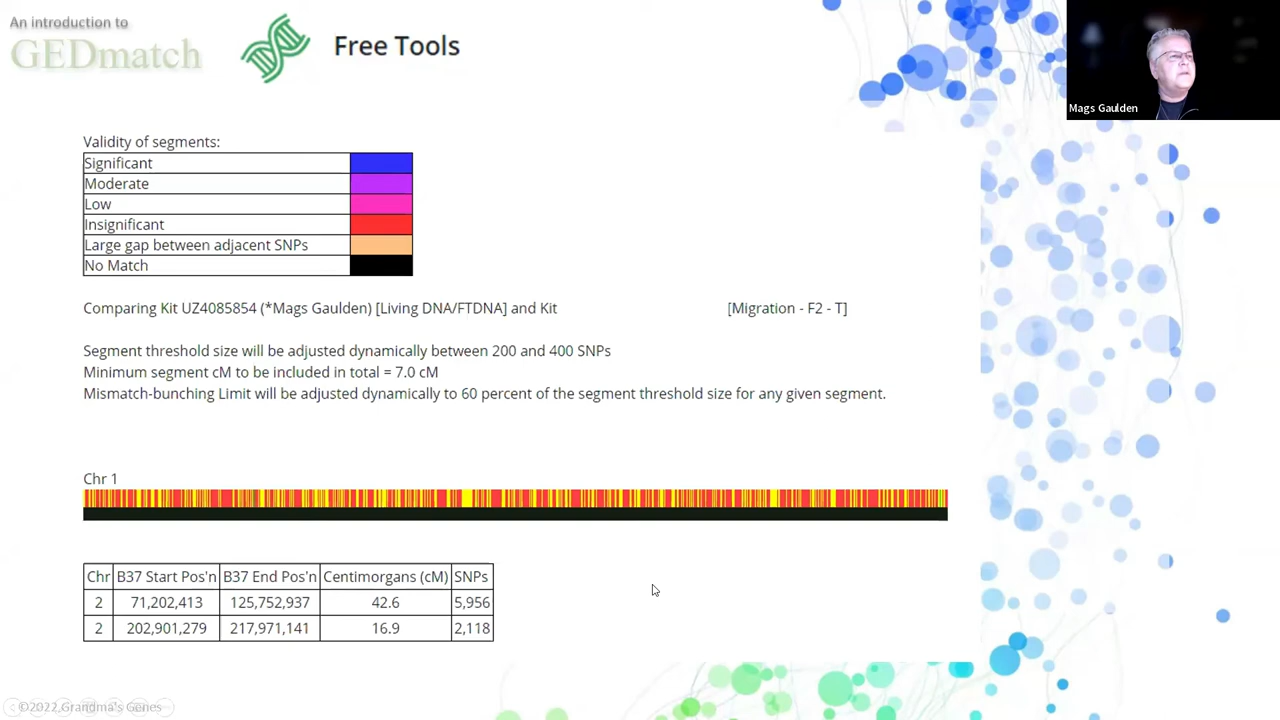 An introduction to
GEDmatch
Free Tools
Mags Gaulden
Validity of segments:
Significant
Moderate
Low
Insignificant
Large gap between adjacent SNPs
No Match
Comparing Kit UZ4085854 (*Mags Gaulden) [Living DNA/FTDNA] and Kit [Migration - F2 - T]
Segment threshold size will be adjusted dynamically between 200 and 400 SNPs
Minimum segment cM to be included in total = 7.0 cM
Mismatch-bunching Limit will be adjusted dynamically to 60 percent of the segment threshold size for any given segment.
Chr 1
Chr B37 Start Pos'n B37 End Pos'n Centimorgans (cM) SNPs
2 71,202,413 125,752,937 42.6 5,956
2 202,901,279 217,971,141 16.9 2,118
©2022,Grandma's Genes